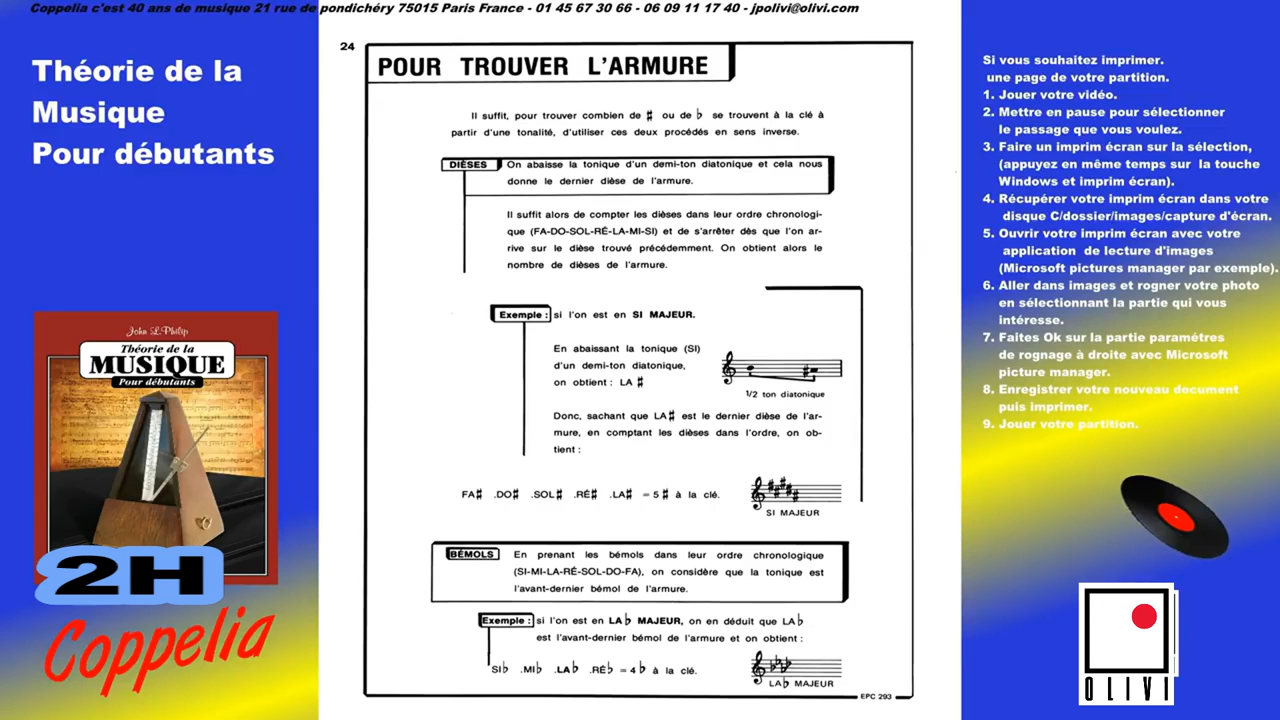 Coppelia c'est 40 ans de musique 21 rue de pondichéry 75015 Paris France - 01 45 67 30 66 - 06 09 11 17 40 - jpolivi@olivi.com
Théorie de la
Musique
Pour débutants
John L.Philip
Théorie de la
MUSIQUE
Pour débutants
2H
Coppelia
24
POUR TROUVER L'ARMURE
Il suffit, pour trouver combien de ♯ ou de ♭ se trouvent à la clé à
partir d'une tonalité, d'utiliser ces deux procédés en sens inverse.
DIÈSES On abaisse la tonique d'un demi-ton diatonique et cela nous
donne le dernier dièse de l'armure.
Il suffit alors de compter les dièses dans leur ordre chronologi-
que (FA-DO-SOL-RÉ-LA-MI-SI) et de s'arrêter dès que l'on ar-
rive sur le dièse trouvé précédemment. On obtient alors le
nombre de dièses de l'armure.
Exemple : si l'on est en SI MAJEUR.
En abaissant la tonique (SI)
d'un demi-ton diatonique,
on obtient : LA ♯
1/2 ton diatonique
Donc, sachant que LA♯ est le dernier dièse de l'ar-
mure, en comptant les dièses dans l'ordre, on ob-
tient :
FA♯ .DO♯ .SOL♯ .RÉ♯ .LA♯ = 5 ♯ à la clé.
SI MAJEUR
BÉMOLS En prenant les bémols dans leur ordre chronologique
(SI-MI-LA-RÉ-SOL-DO-FA), on considère que la tonique est
l'avant-dernier bémol de l'armure.
Exemple : si l'on est en LA♭ MAJEUR, on en déduit que LA♭
est l'avant-dernier bémol de l'armure et on obtient :
SI♭ .MI♭ .LA♭ .RÉ♭ = 4♭ à la clé.
LA♭ MAJEUR
EPC 293
Si vous souhaitez imprimer.
une page de votre partition.
1. Jouer votre vidéo.
2. Mettre en pause pour sélectionner
le passage que vous voulez.
3. Faire un imprim écran sur la sélection,
(appuyez en même temps sur la touche
Windows et imprim écran).
4. Récupérer votre imprim écran dans votre
disque C/dossier/images/capture d'écran.
5. Ouvrir votre imprim écran avec votre
application de lecture d'images
(Microsoft pictures manager par exemple).
6. Aller dans images et rogner votre photo
en sélectionnant la partie qui vous
intéresse.
7. Faites Ok sur la partie paramétres
de rognage à droite avec Microsoft
picture manager.
8. Enregistrer votre nouveau document
puis imprimer.
9. Jouer votre partition.
OLIVI